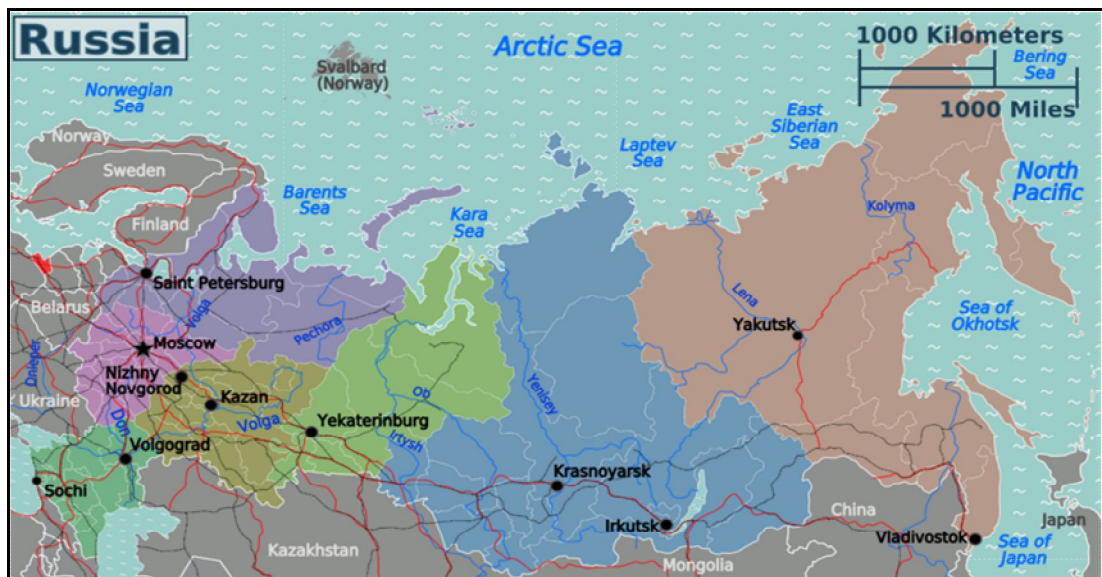 Russia
Arctic Sea
1000 Kilometers
1000 Miles
Bering
Sea
Svalbard
(Norway)
Norwegian
Sea
East
Siberian
Sea
Laptev
Sea
North
Pacific
Norway
Sweden
Finland
Barents
Sea
Kara
Sea
Kolyma
Saint Petersburg
Belarus
Volga
Pechora
Lena
Yakutsk
Sea of
Okhotsk
Moscow
Dnieper
Nizhny
Novgorod
Kazan
Ob
Yenisey
Ukraine
Don
Volga
Yekaterinburg
Irtysh
Volgograd
Krasnoyarsk
Sochi
Irkutsk
China
Vladivostok
Japan
Sea of
Japan
Kazakhstan
Mongolia